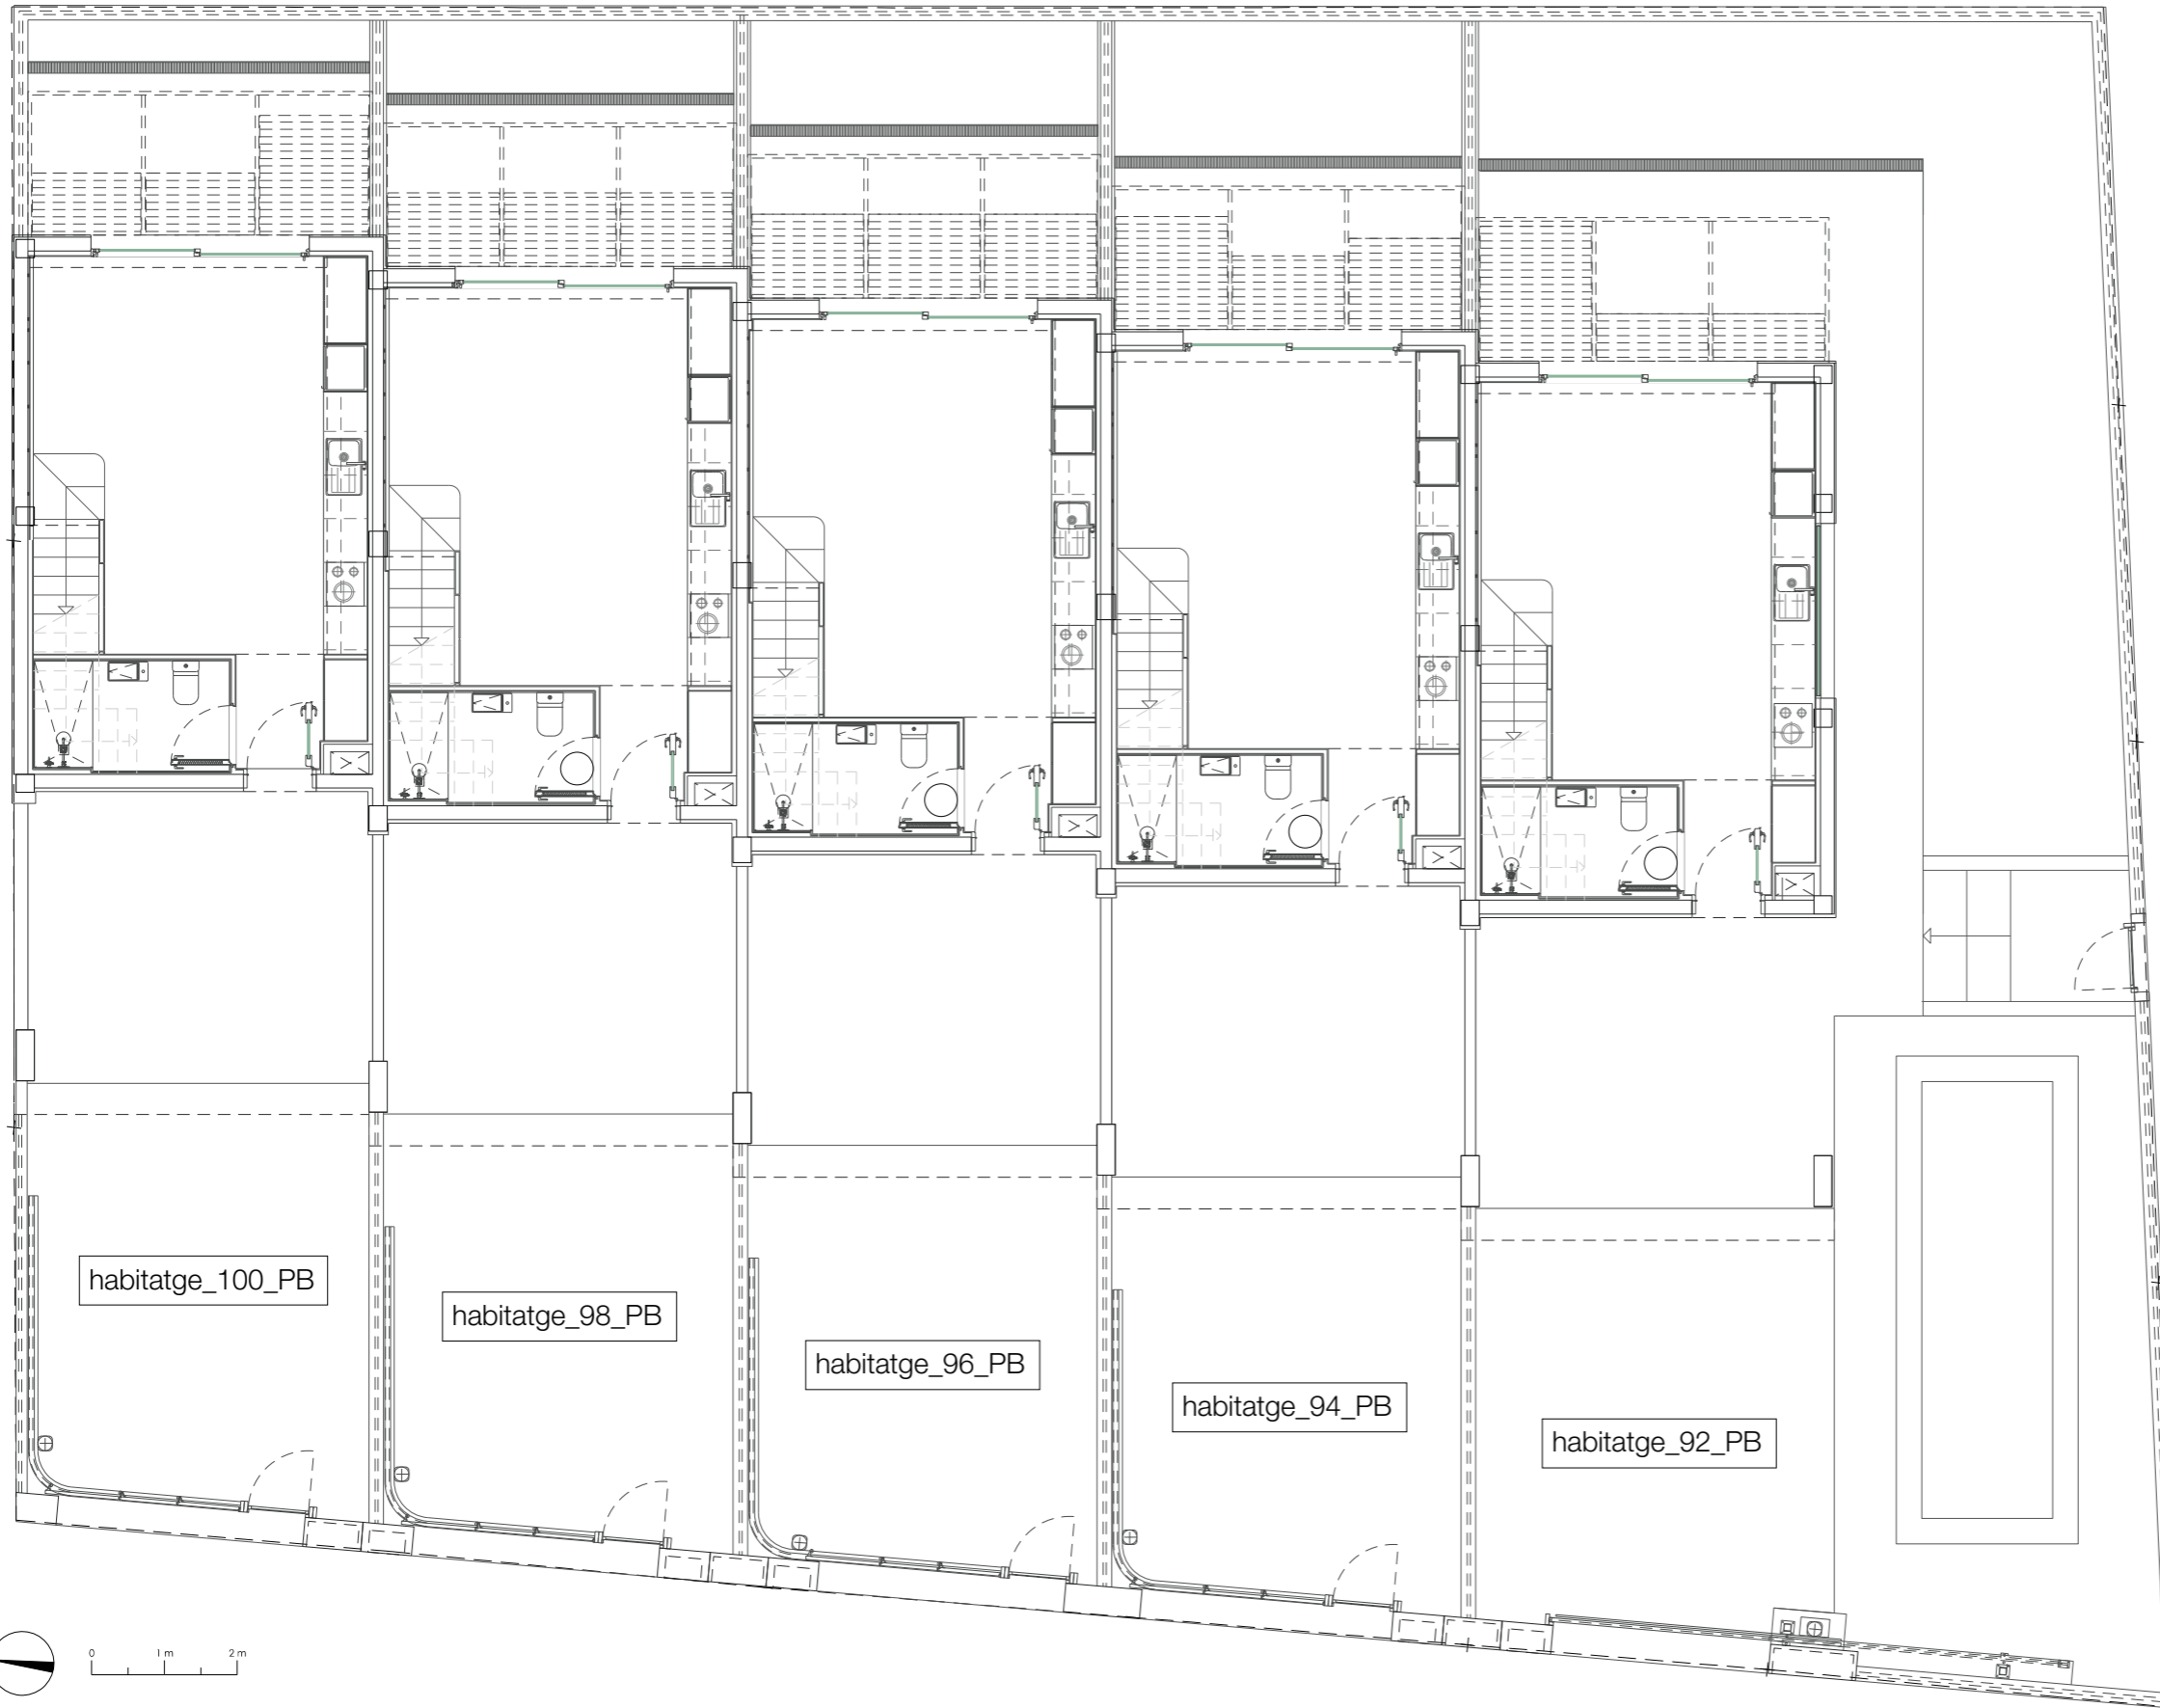 habitatge_100_PB
habitatge_98_PB
habitatge_96_PB
habitatge_94_PB
habitatge_92_PB
0 1 m 2 m